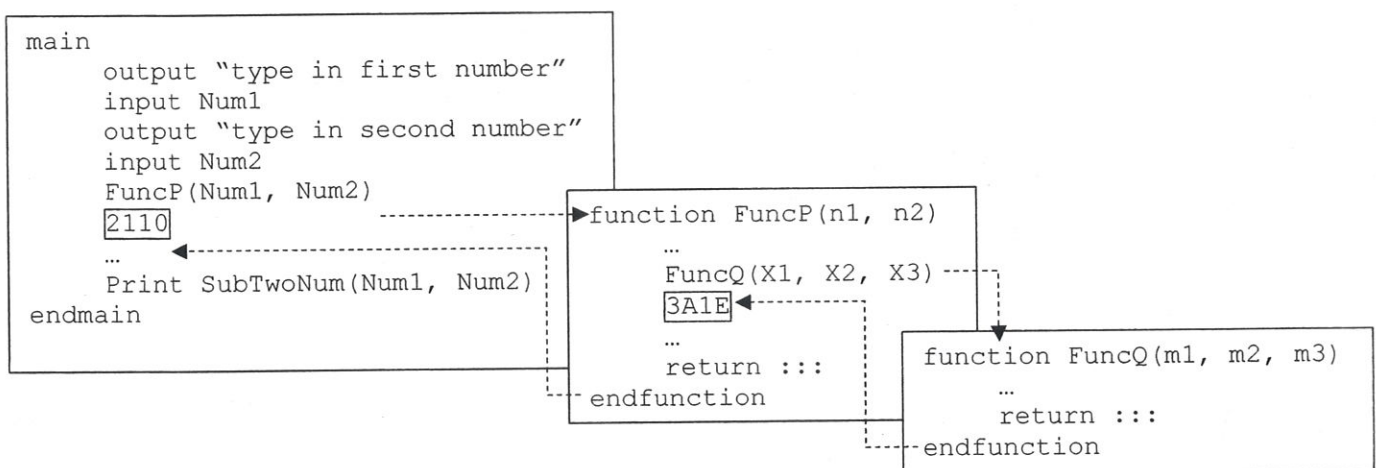 main
output “type in first number”
input Num1
output “type in second number”
input Num2
FuncP(Num1, Num2)
2110
…
Print SubTwoNum(Num1, Num2)
endmain
function FuncP(n1, n2)
…
FuncQ(X1, X2, X3)
3A1E
…
return :::
endfunction
function FuncQ(m1, m2, m3)
…
return :::
endfunction